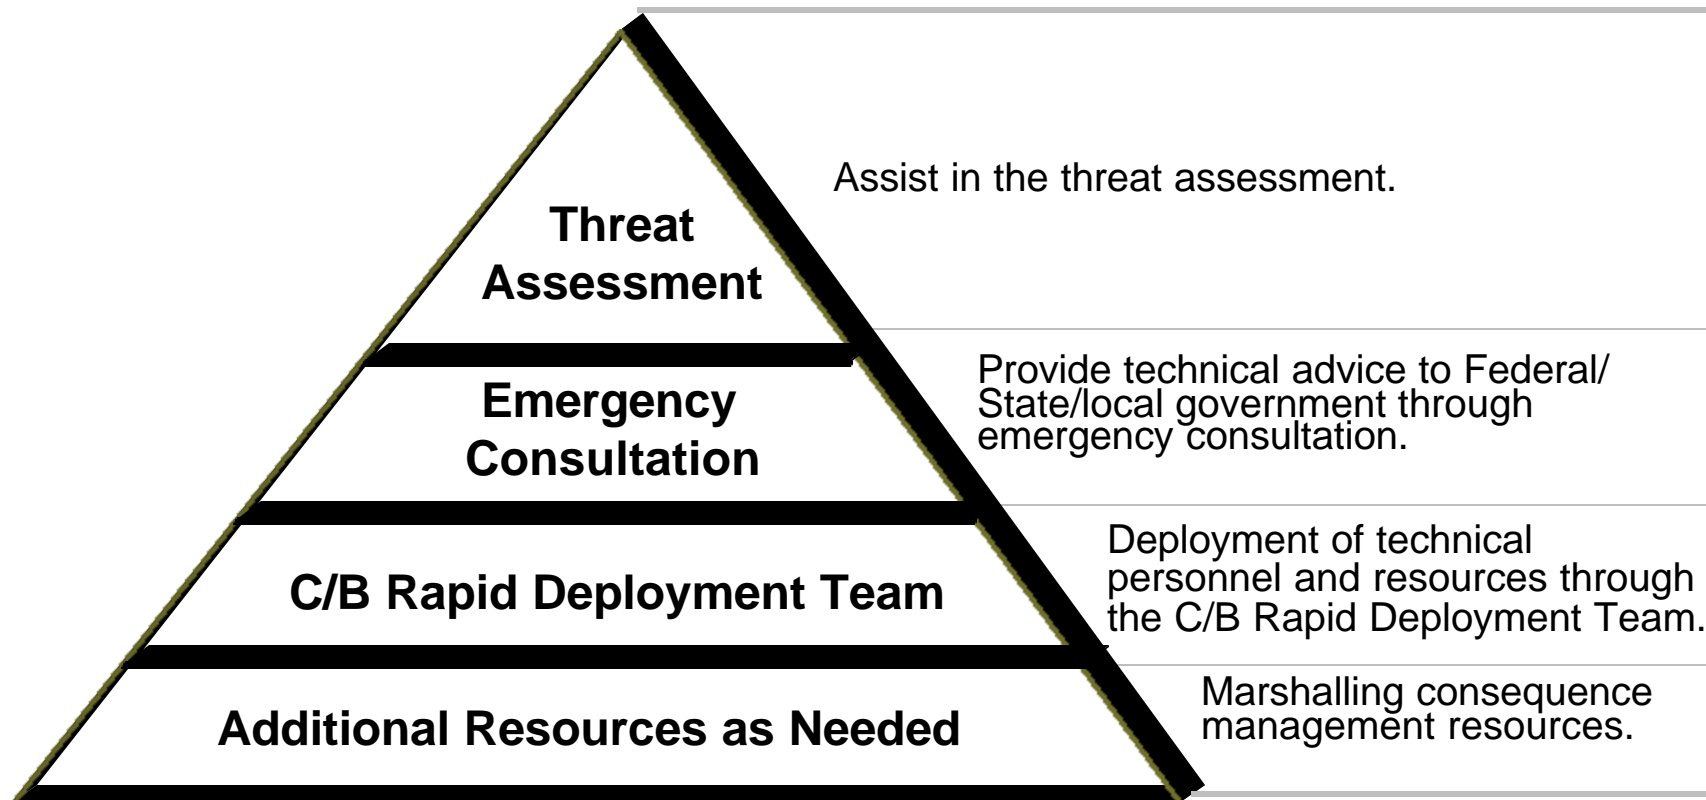 Assist in the threat assessment.
Threat
Assessment
Provide technical advice to Federal/
State/local government through
emergency consultation.
Emergency
Consultation
Deployment of technical
personnel and resources through
the C/B Rapid Deployment Team.
C/B Rapid Deployment Team
Marshalling consequence
management resources.
Additional Resources as Needed